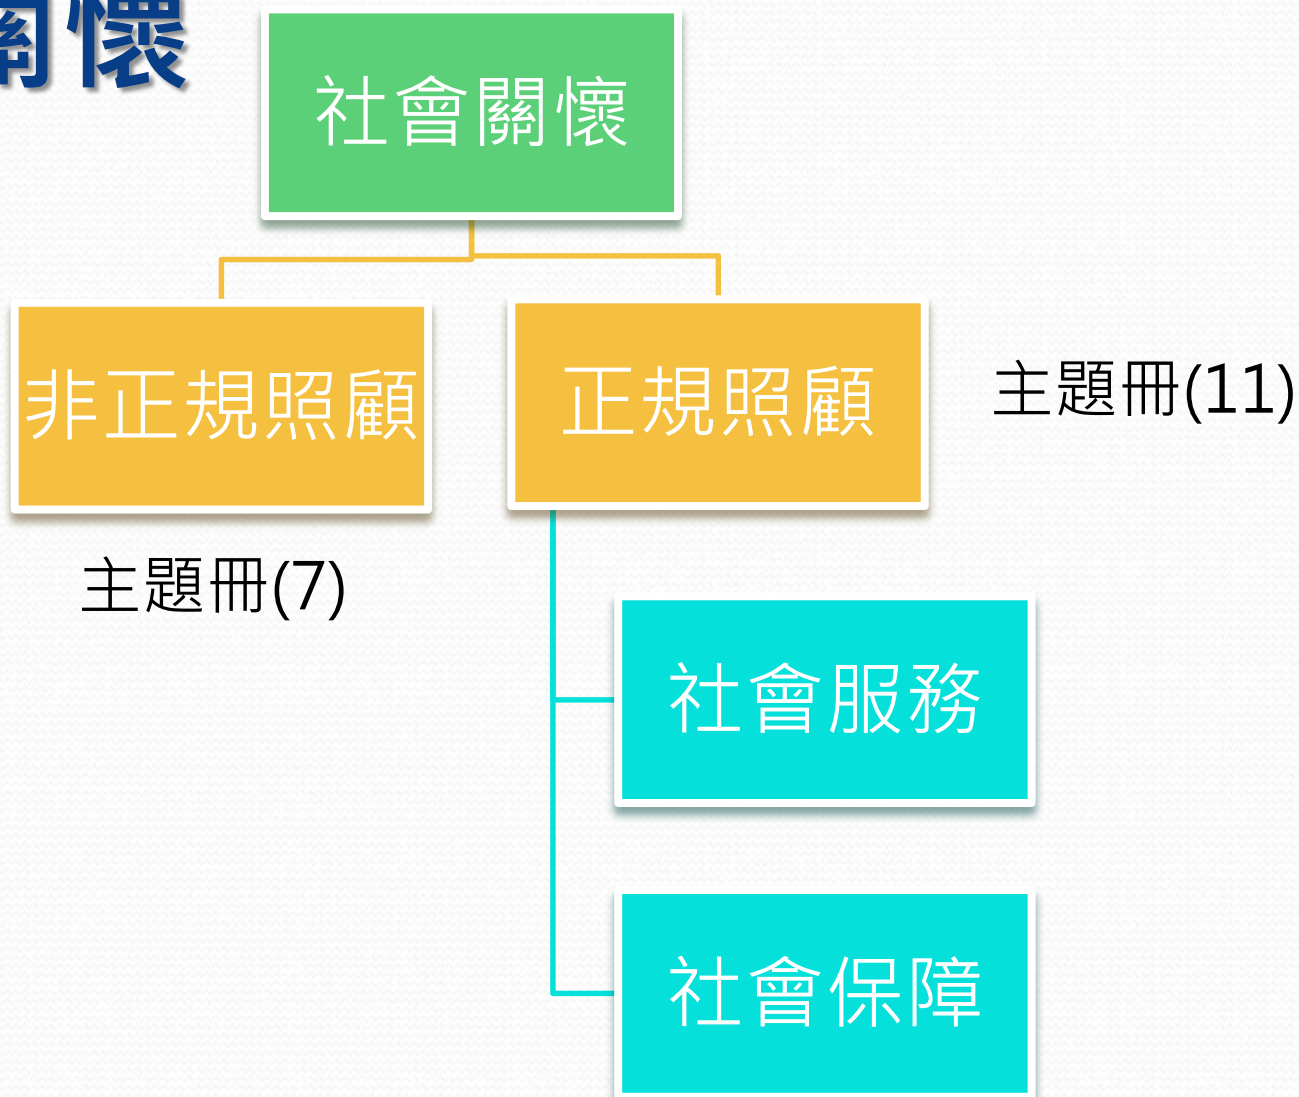 關懷
社會關懷
非正規照顧
正規照顧
主題冊(11)
主題冊(7)
社會服務
社會保障